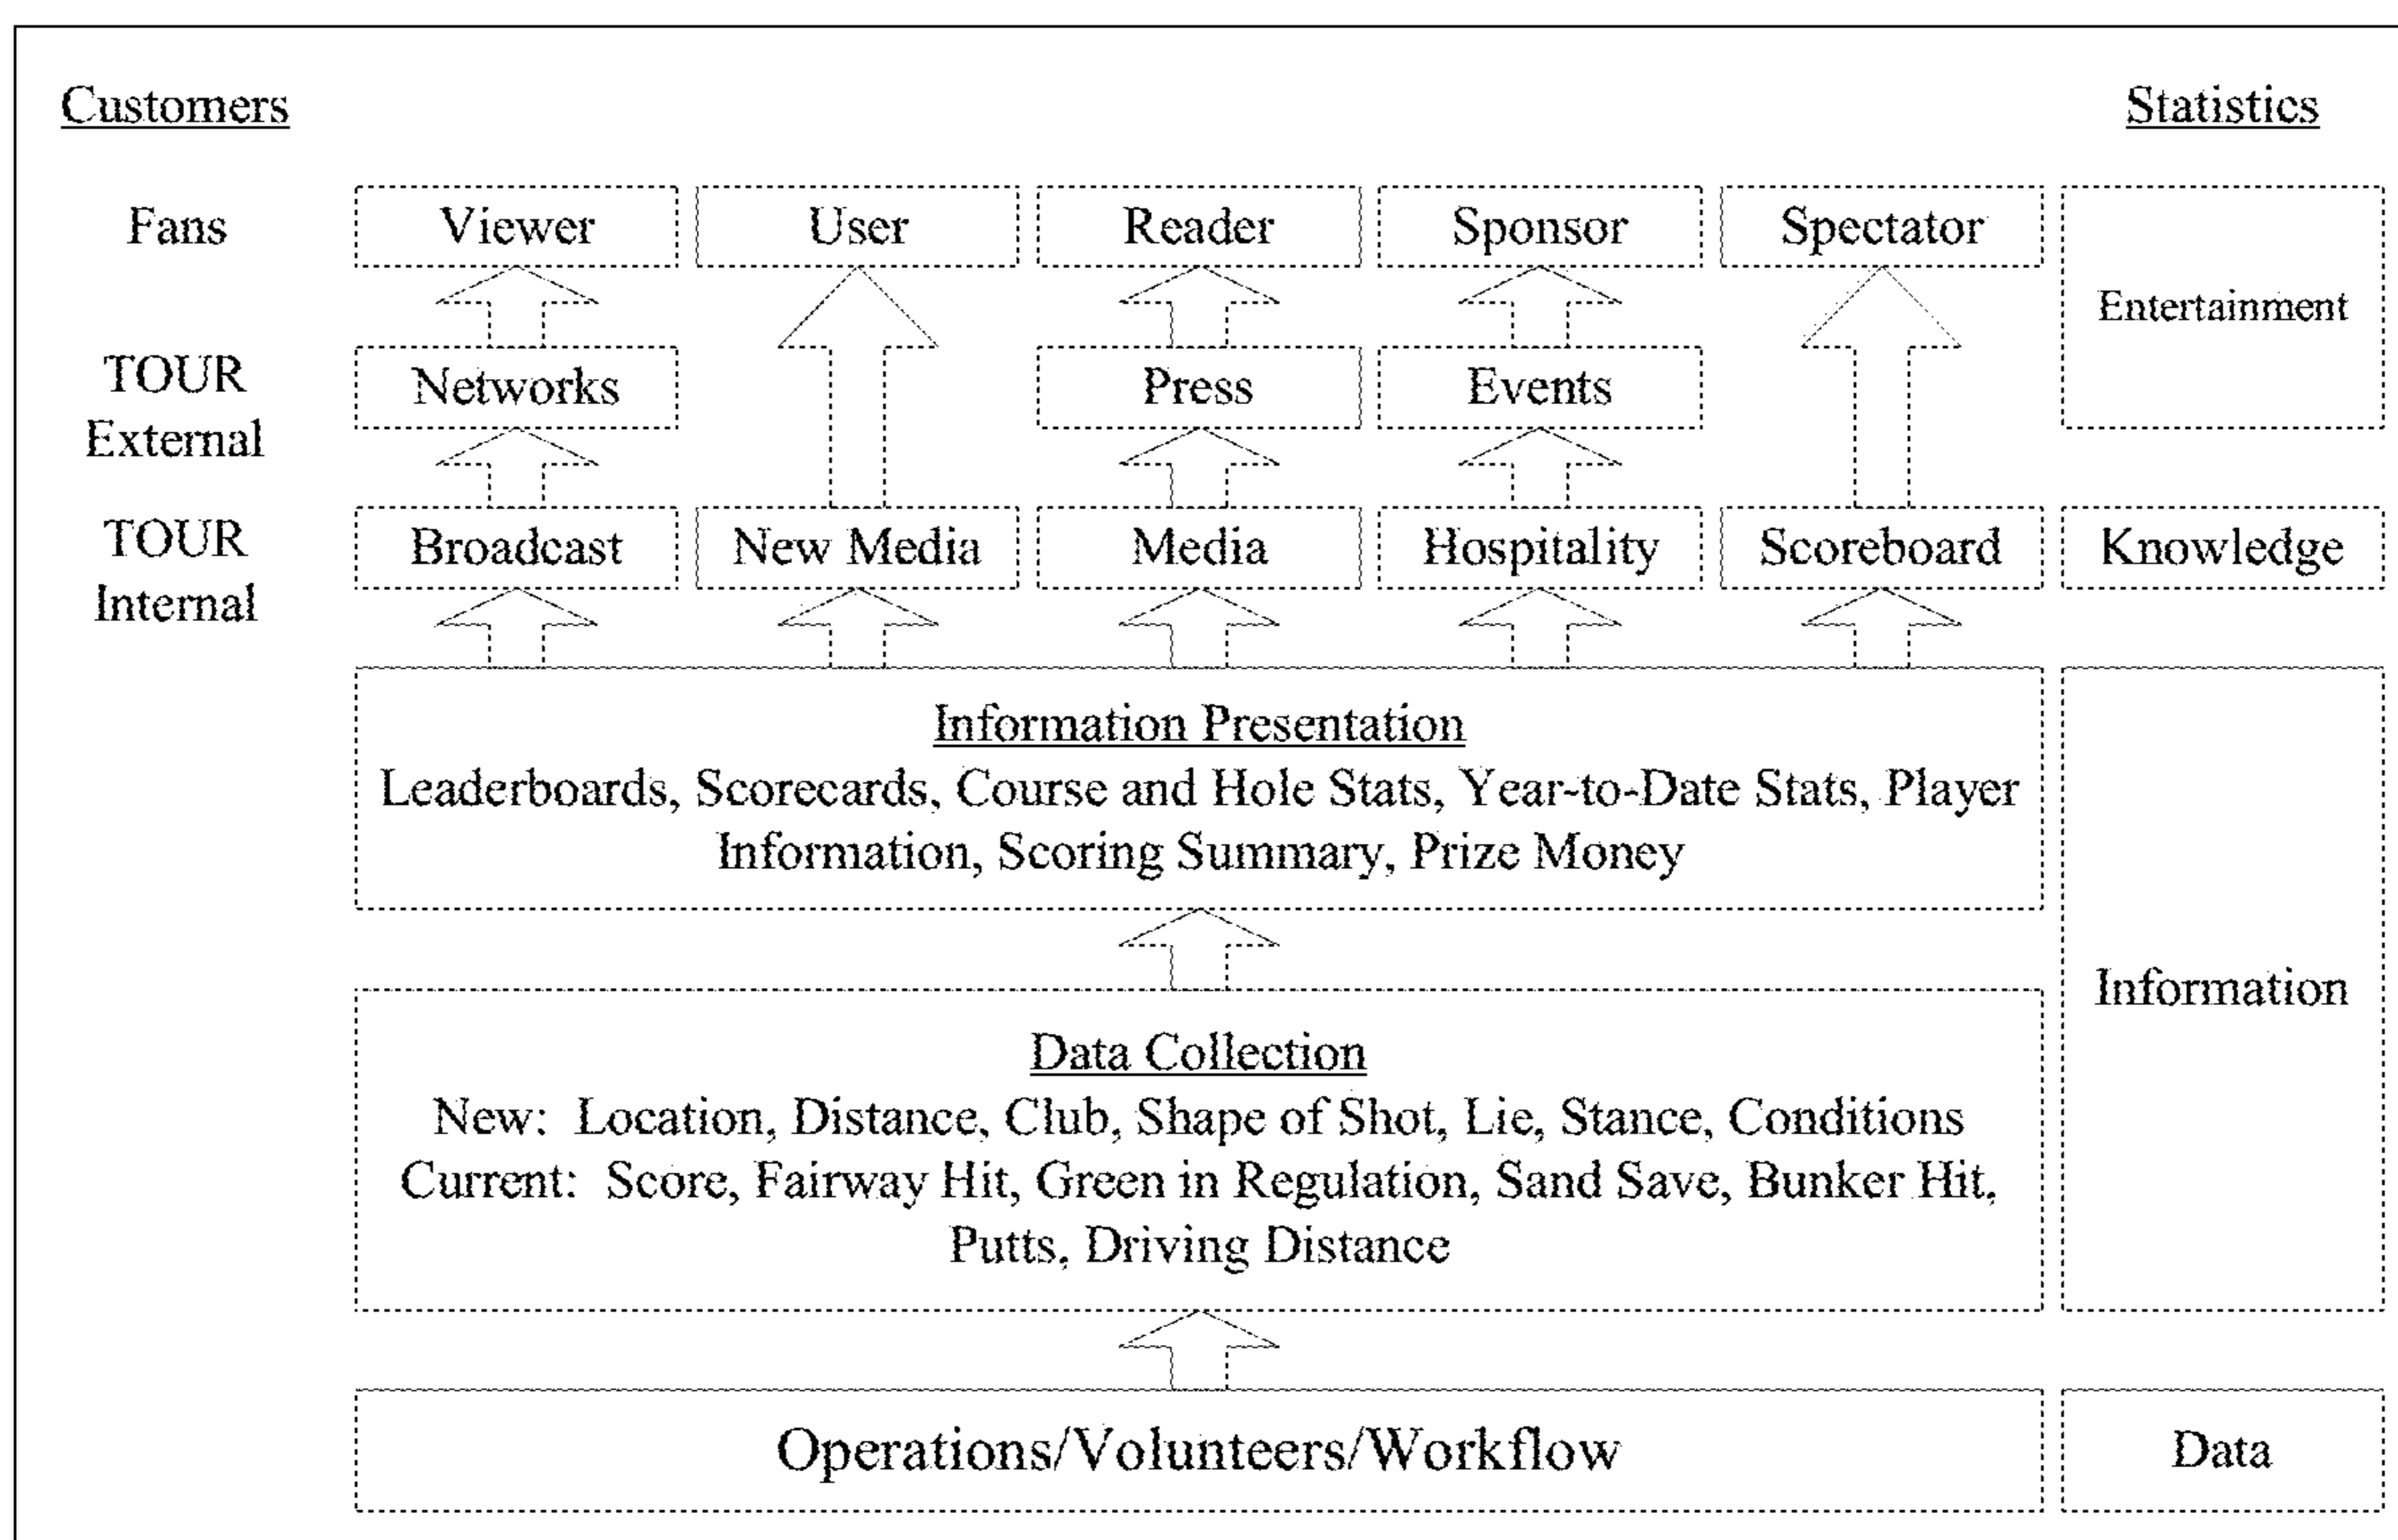 Customers
Statistics
Fans
Viewer
User
Reader
Sponsor
Spectator
Entertainment
TOUR
External
Networks
Press
Events
TOUR
Internal
Broadcast
New Media
Media
Hospitality
Scoreboard
Knowledge
Information Presentation
Leaderboards, Scorecards, Course and Hole Stats, Year-to-Date Stats, Player
Information, Scoring Summary, Prize Money
Information
Data Collection
New: Location, Distance, Club, Shape of Shot, Lie, Stance, Conditions
Current: Score, Fairway Hit, Green in Regulation, Sand Save, Bunker Hit,
Putts, Driving Distance
Operations/Volunteers/Workflow
Data